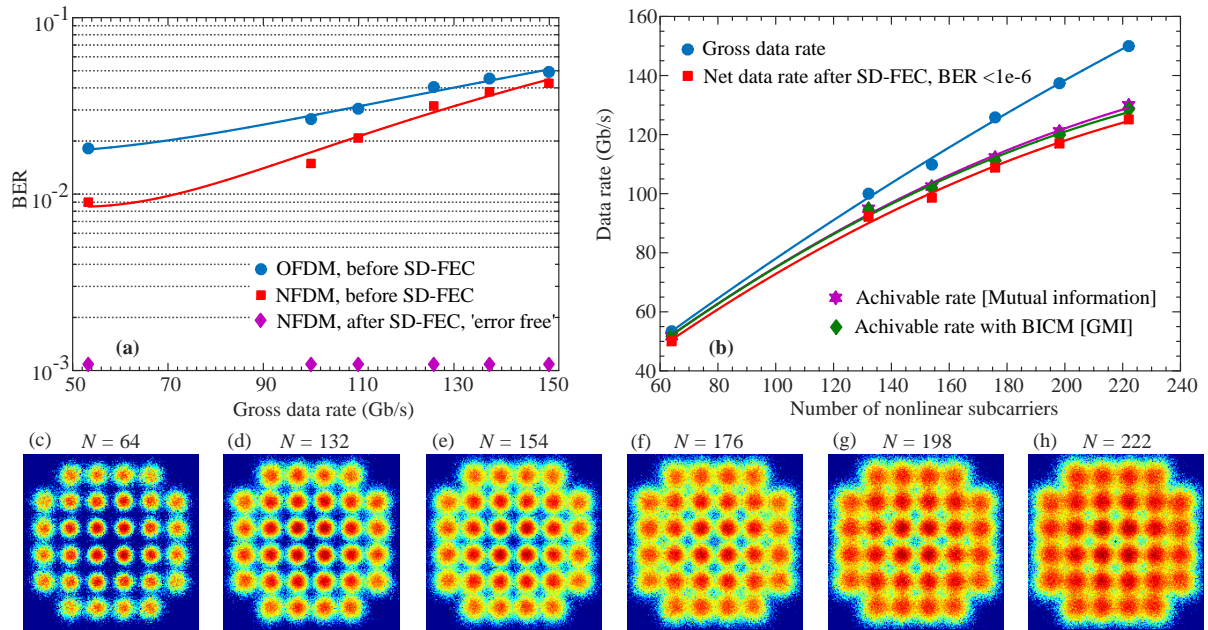 10^-1
10^-2
10^-3
BER
OFDM, before SD-FEC
NFDM, before SD-FEC
NFDM, after SD-FEC, 'error free'
(a)
50 70 90 110 130 150
Gross data rate (Gb/s)
160
140
120
100
80
60
40
Data rate (Gb/s)
Gross data rate
Net data rate after SD-FEC, BER <1e-6
Achivable rate [Mutual information]
Achivable rate with BICM [GMI]
(b)
60 80 100 120 140 160 180 200 220 240
Number of nonlinear subcarriers
(c) N = 64
(d) N = 132
(e) N = 154
(f) N = 176
(g) N = 198
(h) N = 222